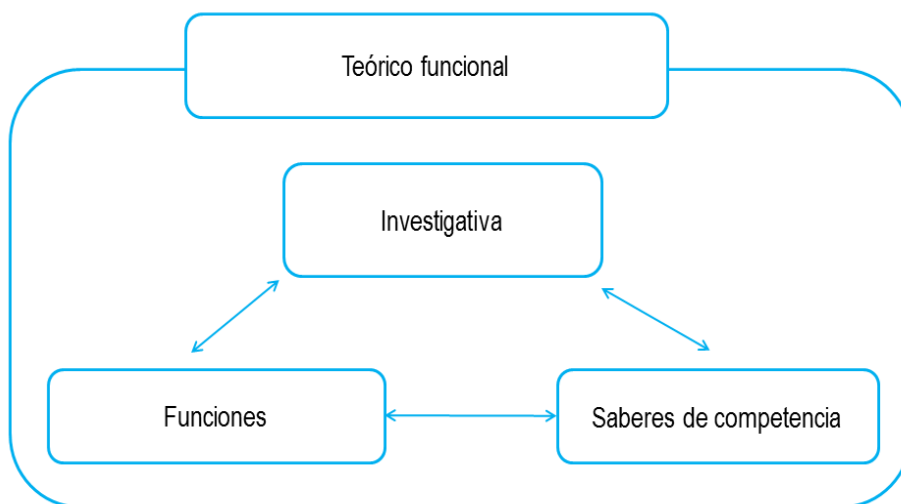 Teórico funcional
Investigativa
Funciones
Saberes de competencia